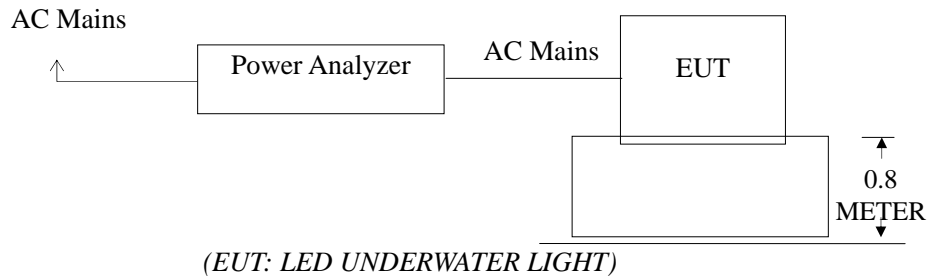 AC Mains
Power Analyzer
AC Mains
EUT
0.8
METER
(EUT: LED UNDERWATER LIGHT)